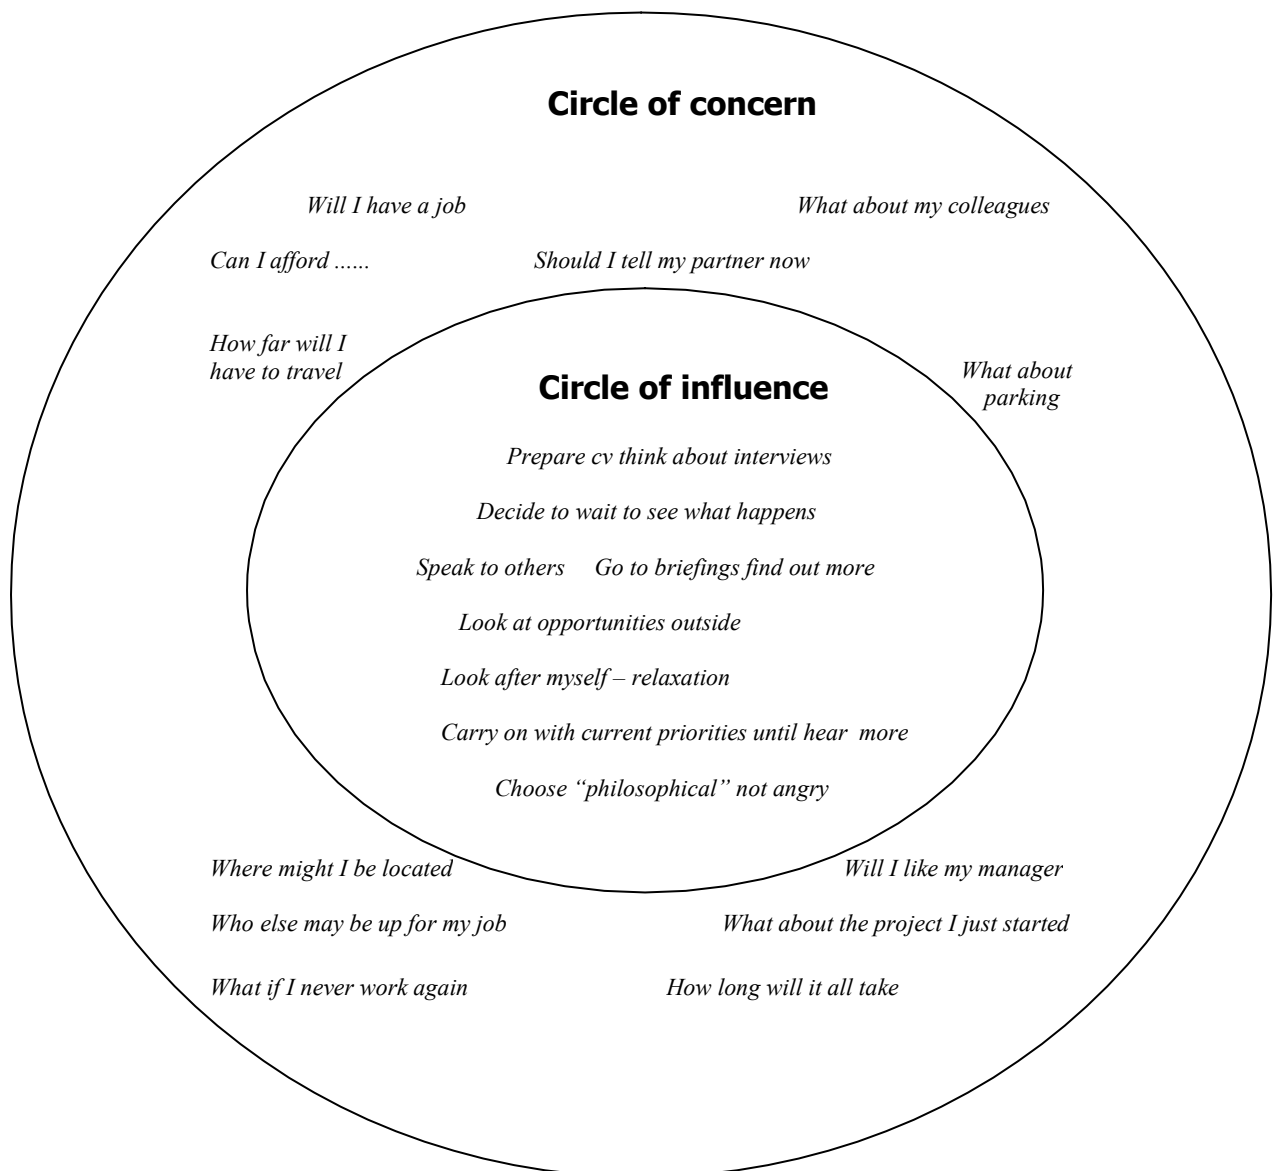 Circle of concern
Will I have a job
What about my colleagues
Can I afford ......
Should I tell my partner now
How far will I
have to travel
What about
parking
Circle of influence
Prepare cv think about interviews
Decide to wait to see what happens
Speak to others
Go to briefings find out more
Look at opportunities outside
Look after myself – relaxation
Carry on with current priorities until hear  more
Choose “philosophical” not angry
Where might I be located
Will I like my manager
Who else may be up for my job
What about the project I just started
What if I never work again
How long will it all take